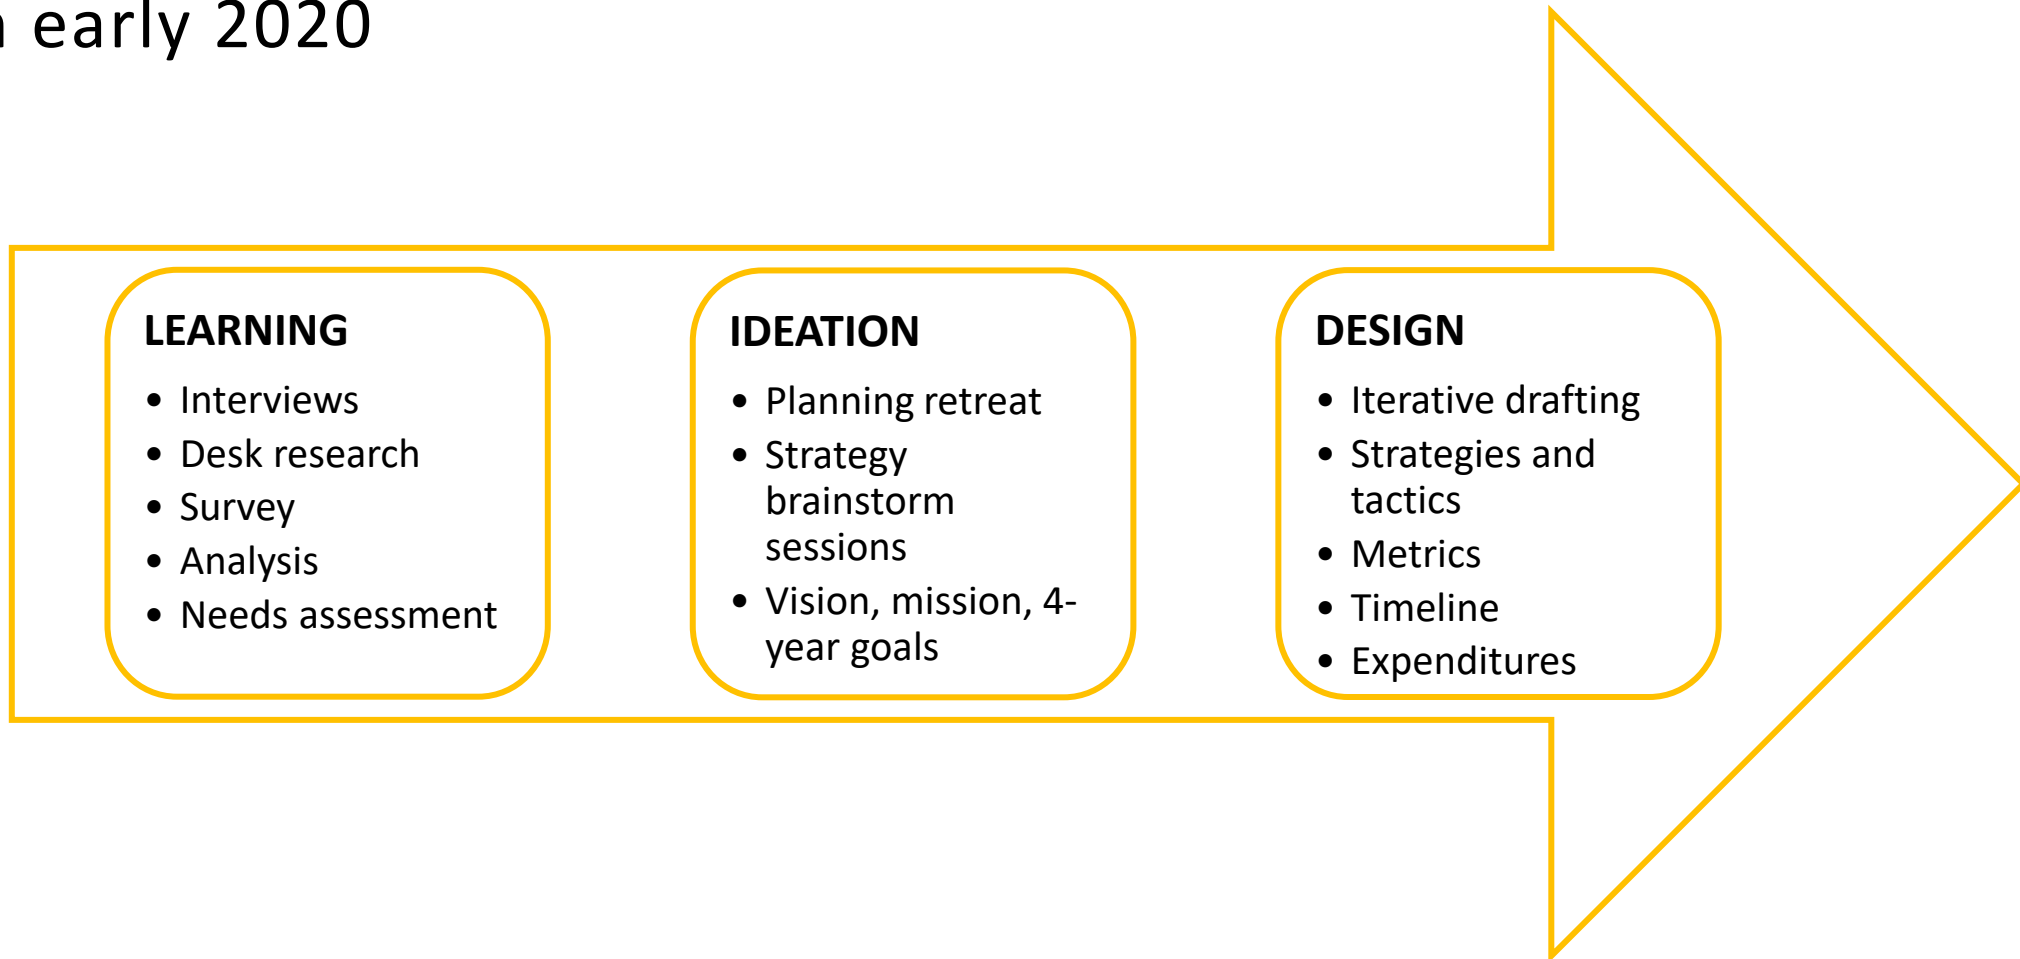 early 2020
LEARNING
• Interviews
• Desk research
• Survey
• Analysis
• Needs assessment
IDEATION
• Planning retreat
• Strategy
brainstorm
sessions
• Vision, mission, 4-
year goals
DESIGN
• Iterative drafting
• Strategies and
tactics
• Metrics
• Timeline
• Expenditures